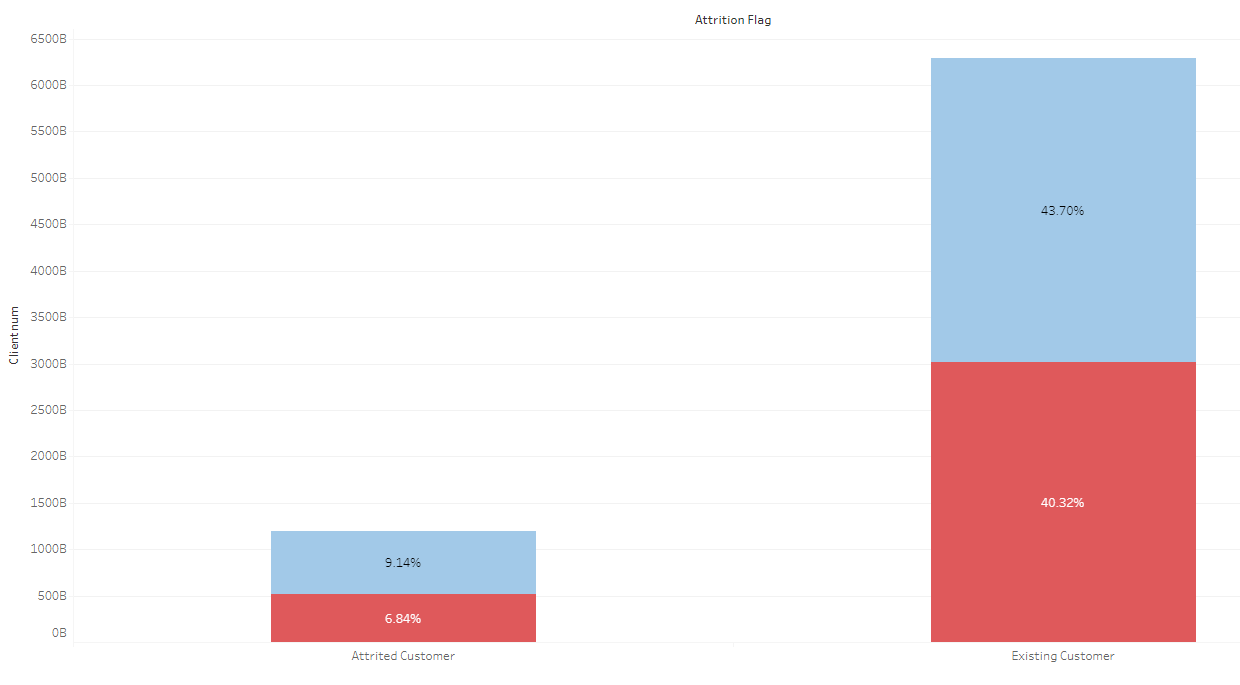 Attrition Flag
6500B
6000B
5500B
5000B
4500B
4000B
3500B
3000B
2500B
2000B
1500B
1000B
500B
0B
Clientnum
43.70%
40.32%
9.14%
6.84%
Attrited Customer
Existing Customer